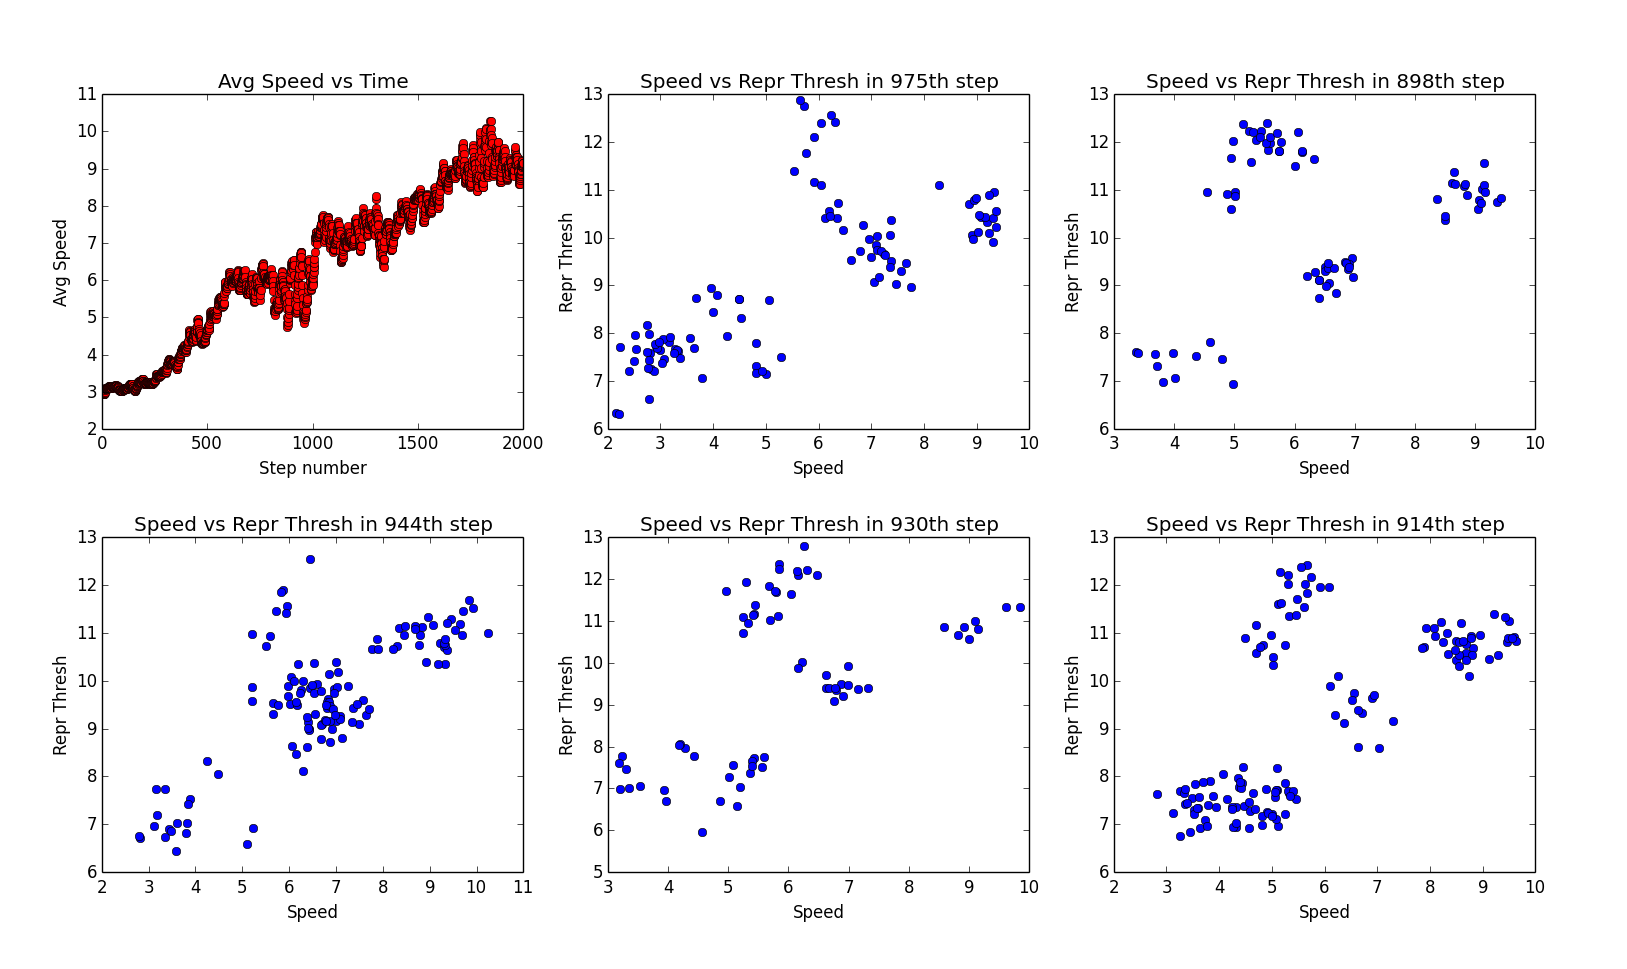 Avg Speed vs Time
11
10
9
8
7
6
5
4
3
2
0 500 1000 1500 2000
Avg Speed
Step number
Speed vs Repr Thresh in 975th step
13
12
11
10
9
8
7
6
2 3 4 5 6 7 8 9 10
Repr Thresh
Speed
Speed vs Repr Thresh in 898th step
13
12
11
10
9
8
7
6
3 4 5 6 7 8 9 10
Repr Thresh
Speed
Speed vs Repr Thresh in 944th step
13
12
11
10
9
8
7
6
2 3 4 5 6 7 8 9 10 11
Repr Thresh
Speed
Speed vs Repr Thresh in 930th step
13
12
11
10
9
8
7
6
5
3 4 5 6 7 8 9 10
Repr Thresh
Speed
Speed vs Repr Thresh in 914th step
13
12
11
10
9
8
7
6
2 3 4 5 6 7 8 9 10
Repr Thresh
Speed